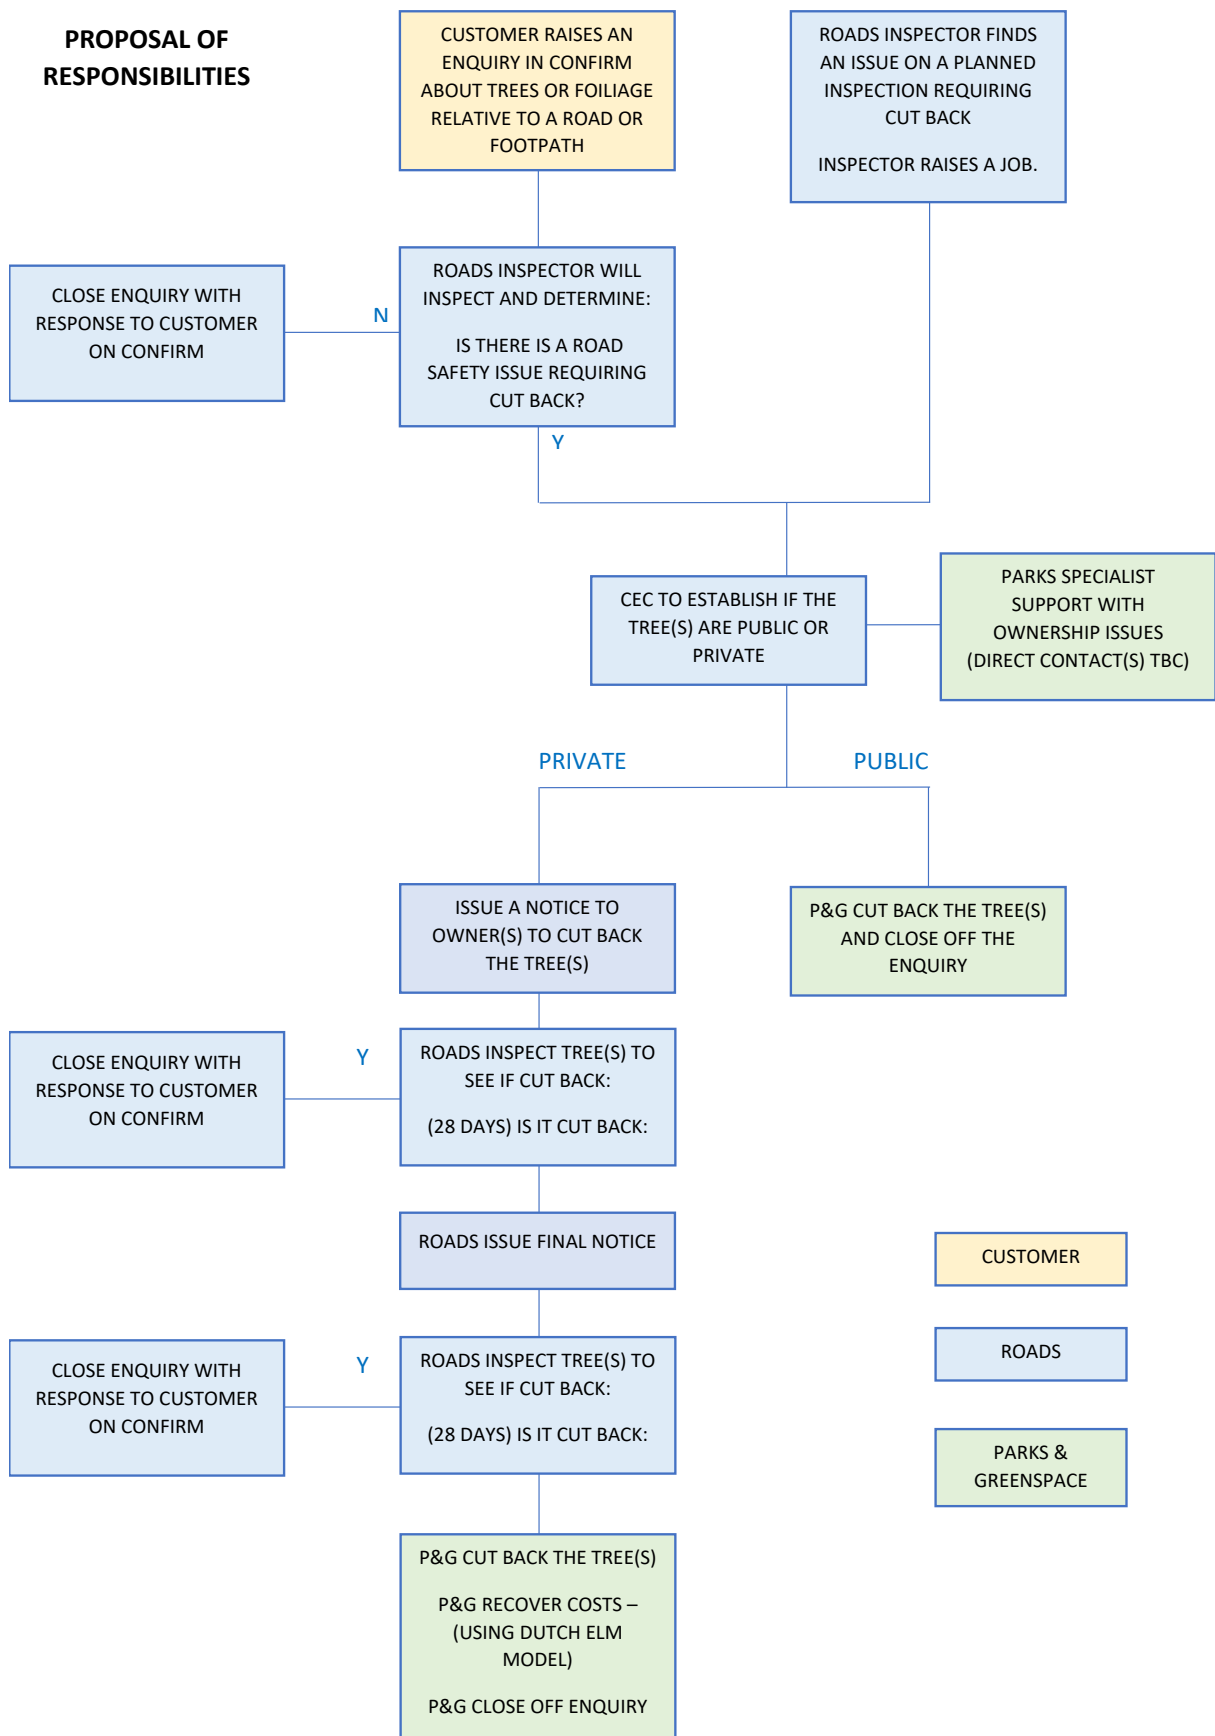 PROPOSAL OF
RESPONSIBILITIES
CUSTOMER RAISES AN
ENQUIRY IN CONFIRM
ABOUT TREES OR FOILIAGE
RELATIVE TO A ROAD OR
FOOTPATH
ROADS INSPECTOR FINDS
AN ISSUE ON A PLANNED
INSPECTION REQUIRING
CUT BACK
INSPECTOR RAISES A JOB.
CLOSE ENQUIRY WITH
RESPONSE TO CUSTOMER
ON CONFIRM
N
ROADS INSPECTOR WILL
INSPECT AND DETERMINE:
IS THERE IS A ROAD
SAFETY ISSUE REQUIRING
CUT BACK?
Y
CEC TO ESTABLISH IF THE
TREE(S) ARE PUBLIC OR
PRIVATE
PARKS SPECIALIST
SUPPORT WITH
OWNERSHIP ISSUES
(DIRECT CONTACT(S) TBC)
PRIVATE
PUBLIC
ISSUE A NOTICE TO
OWNER(S) TO CUT BACK
THE TREE(S)
P&G CUT BACK THE TREE(S)
AND CLOSE OFF THE
ENQUIRY
CLOSE ENQUIRY WITH
RESPONSE TO CUSTOMER
ON CONFIRM
Y
ROADS INSPECT TREE(S) TO
SEE IF CUT BACK:
(28 DAYS) IS IT CUT BACK:
ROADS ISSUE FINAL NOTICE
CUSTOMER
CLOSE ENQUIRY WITH
RESPONSE TO CUSTOMER
ON CONFIRM
Y
ROADS INSPECT TREE(S) TO
SEE IF CUT BACK:
(28 DAYS) IS IT CUT BACK:
ROADS
PARKS &
GREENSPACE
P&G CUT BACK THE TREE(S)
P&G RECOVER COSTS –
(USING DUTCH ELM
MODEL)
P&G CLOSE OFF ENQUIRY